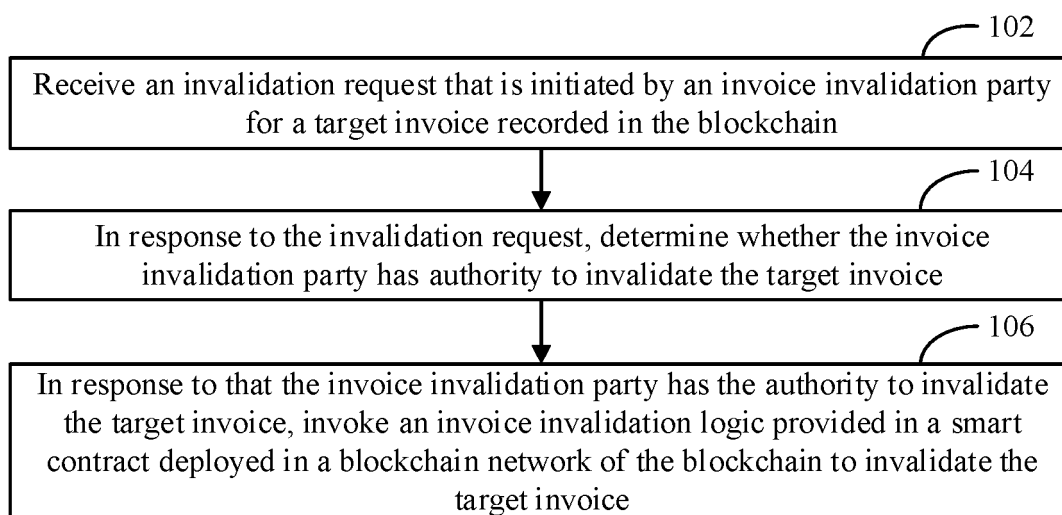 102
Receive an invalidation request that is initiated by an invoice invalidation party
for a target invoice recorded in the blockchain
104
In response to the invalidation request, determine whether the invoice
invalidation party has authority to invalidate the target invoice
106
In response to that the invoice invalidation party has the authority to invalidate
the target invoice, invoke an invoice invalidation logic provided in a smart
contract deployed in a blockchain network of the blockchain to invalidate the
target invoice